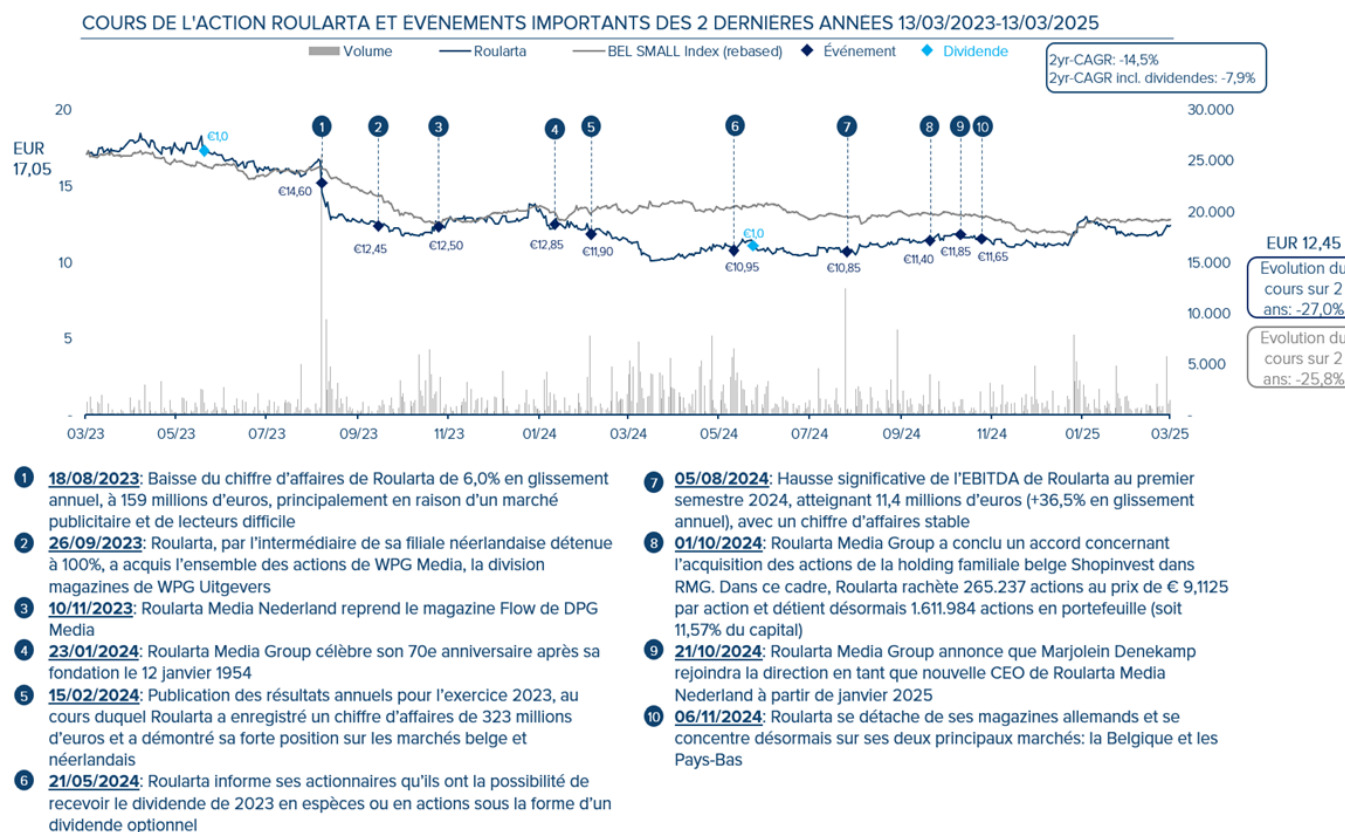 COURS DE L'ACTION ROULARTA ET EVENEMENTS IMPORTANTS DES 2 DERNIERES ANNEES 13/03/2023-13/03/2025
Volume Roularta BEL SMALL Index (rebased) Événement Dividende
2yr-CAGR: -14,5%
2yr-CAGR incl. dividendes: -7,9%
20 30.000
1 2 3 4 5 6 7 8 9 10
€1,0
EUR
17,05
25.000
15
€14,60
20.000
€12,45 €12,50 €12,85 €11,90 €1,0 €10,95 €10,85 €11,40 €11,85 €11,65
EUR 12,45
10 15.000
Evolution du
cours sur 2
ans: -27,0%
10.000
5
Evolution du
cours sur 2
ans: -25,8%
5.000
- -
03/23 05/23 07/23 09/23 11/23 01/24 03/24 05/24 07/24 09/24 11/24 01/25 03/25
1 18/08/2023: Baisse du chiffre d'affaires de Roularta de 6,0% en glissement
annuel, à 159 millions d'euros, principalement en raison d'un marché
publicitaire et de lecteurs difficile
2 26/09/2023: Roularta, par l'intermédiaire de sa filiale néerlandaise détenue
à 100%, a acquis l'ensemble des actions de WPG Media, la division
magazines de WPG Uitgevers
3 10/11/2023: Roularta Media Nederland reprend le magazine Flow de DPG
Media
4 23/01/2024: Roularta Media Group célèbre son 70e anniversaire après sa
fondation le 12 janvier 1954
5 15/02/2024: Publication des résultats annuels pour l'exercice 2023, au
cours duquel Roularta a enregistré un chiffre d'affaires de 323 millions
d'euros et a démontré sa forte position sur les marchés belge et
néerlandais
6 21/05/2024: Roularta informe ses actionnaires qu'ils ont la possibilité de
recevoir le dividende de 2023 en espèces ou en actions sous la forme d'un
dividende optionnel
7 05/08/2024: Hausse significative de l'EBITDA de Roularta au premier
semestre 2024, atteignant 11,4 millions d'euros (+36,5% en glissement
annuel), avec un chiffre d'affaires stable
8 01/10/2024: Roularta Media Group a conclu un accord concernant
l'acquisition des actions de la holding familiale belge Shopinvest dans
RMG. Dans ce cadre, Roularta rachète 265.237 actions au prix de € 9,1125
par action et détient désormais 1.611.984 actions en portefeuille (soit
11,57% du capital)
9 21/10/2024: Roularta Media Group annonce que Marjolein Denekamp
rejoindra la direction en tant que nouvelle CEO de Roularta Media
Nederland à partir de janvier 2025
10 06/11/2024: Roularta se détache de ses magazines allemands et se
concentre désormais sur ses deux principaux marchés: la Belgique et les
Pays-Bas